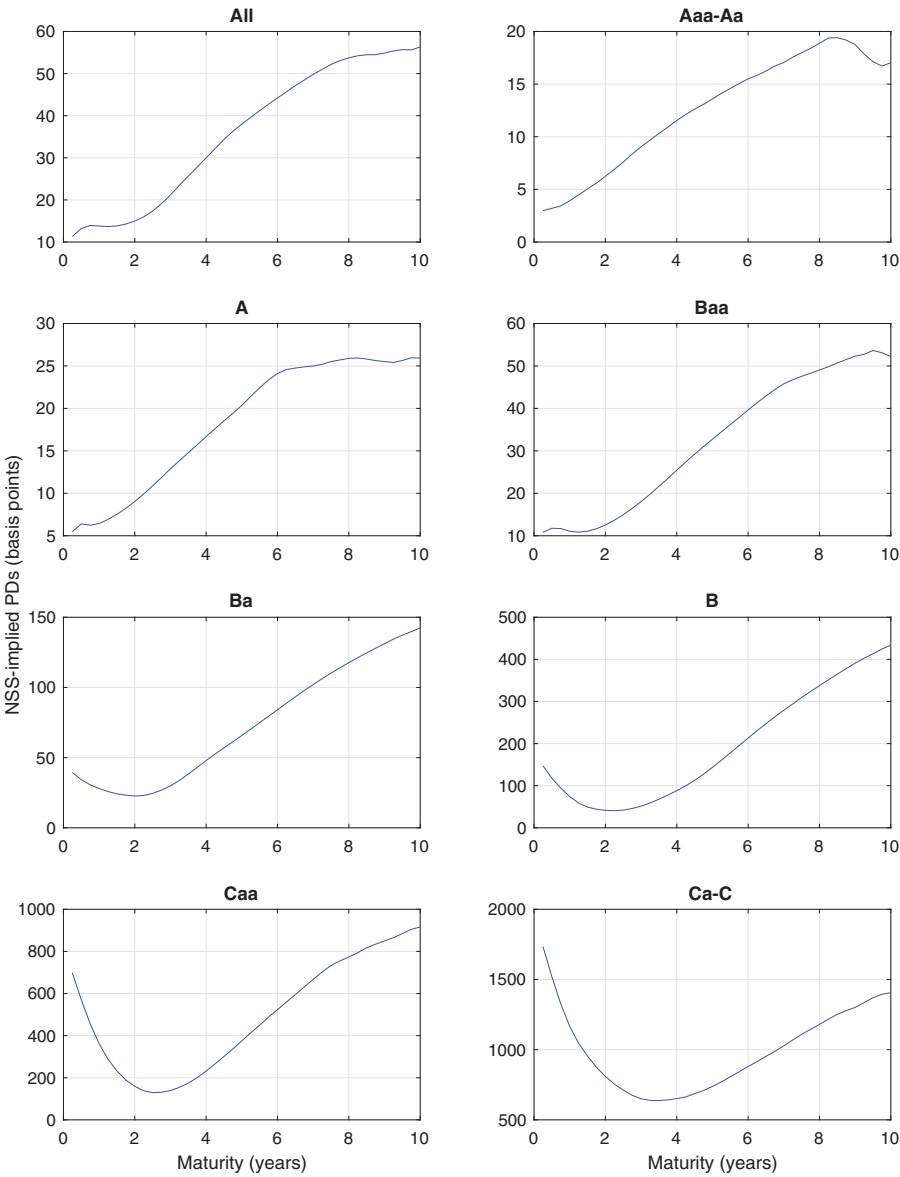 All
60
50
40
30
20
10
0 2 4 6 8 10
Aaa-Aa
20
15
10
5
0
0 2 4 6 8 10
A
30
25
20
15
10
5
0 2 4 6 8 10
Baa
60
50
40
30
20
10
0 2 4 6 8 10
NSS-implied PDs (basis points)
Ba
150
100
50
0
0 2 4 6 8 10
B
500
400
300
200
100
0
0 2 4 6 8 10
Caa
1000
800
600
400
200
0
0 2 4 6 8 10
Maturity (years)
Ca-C
2000
1500
1000
500
0 2 4 6 8 10
Maturity (years)